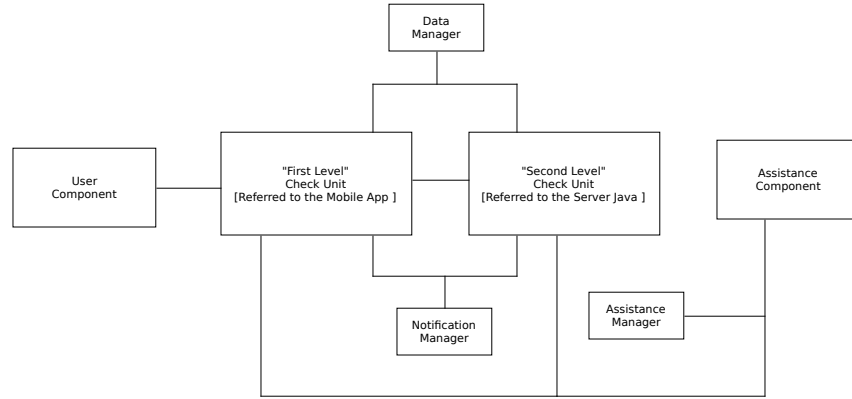 Data
Manager
"First Level"
Check Unit
[Referred to the Mobile App ]
"Second Level"
Check Unit
[Referred to the Server Java ]
User
Component
Assistance
Component
Notification
Manager
Assistance
Manager